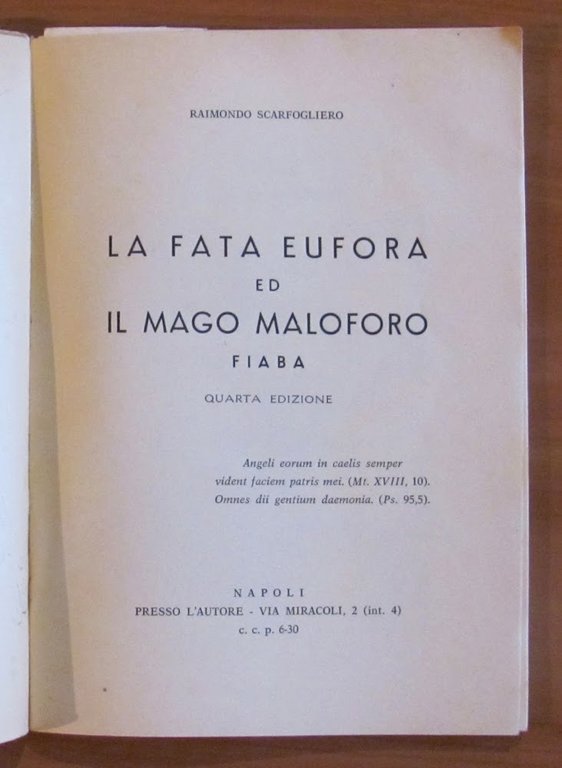 RAIMONDO SCARFOGLIERO
LA FATA EUFORA
ED
IL MAGO MALOFORO
FIABA
QUARTA EDIZIONE
Angeli eorum in caelis semper
vident faciem patris mei. (Mt. XVIII, 10).
Omnes dii gentium daemonia. (Ps. 95,5).
NAPOLI
PRESSO L'AUTORE - VIA MIRACOLI, 2 (int. 4)
c. c. p. 6-30